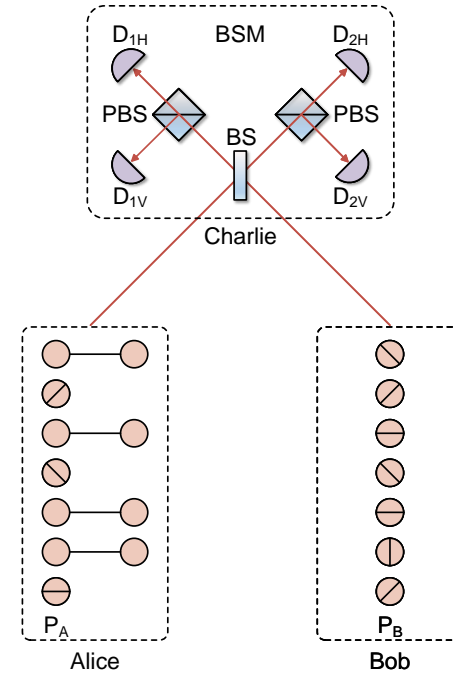 D1H BSM D2H
PBS BS PBS
D1V D2V
Charlie
PA PB
Alice Bob